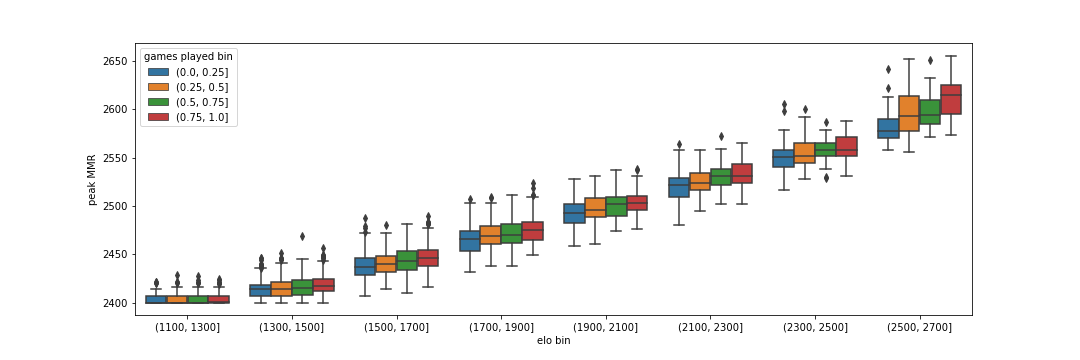 games played bin
(0.0, 0.25]
(0.25, 0.5]
(0.5, 0.75]
(0.75, 1.0]
peak MMR
2650
2600
2550
2500
2450
2400
(1100, 1300] (1300, 1500] (1500, 1700] (1700, 1900] (1900, 2100] (2100, 2300] (2300, 2500] (2500, 2700]
elo bin